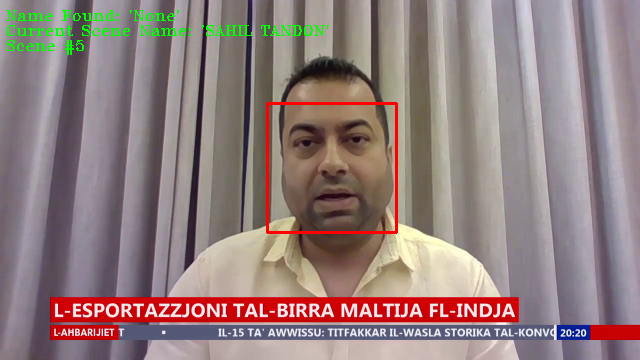 Name Found: 'None'
Current Scene Name: 'SAHIL TANDON'
Scene #5
L-ESPORTAZZJONI TAL-BIRRA MALTIJA FL-INDJA
L-AĦBARIJIET
IL-15 TA' AWWISSU: TITFAKKAR IL-WASLA STORIKA TAL-KONVO
20:20